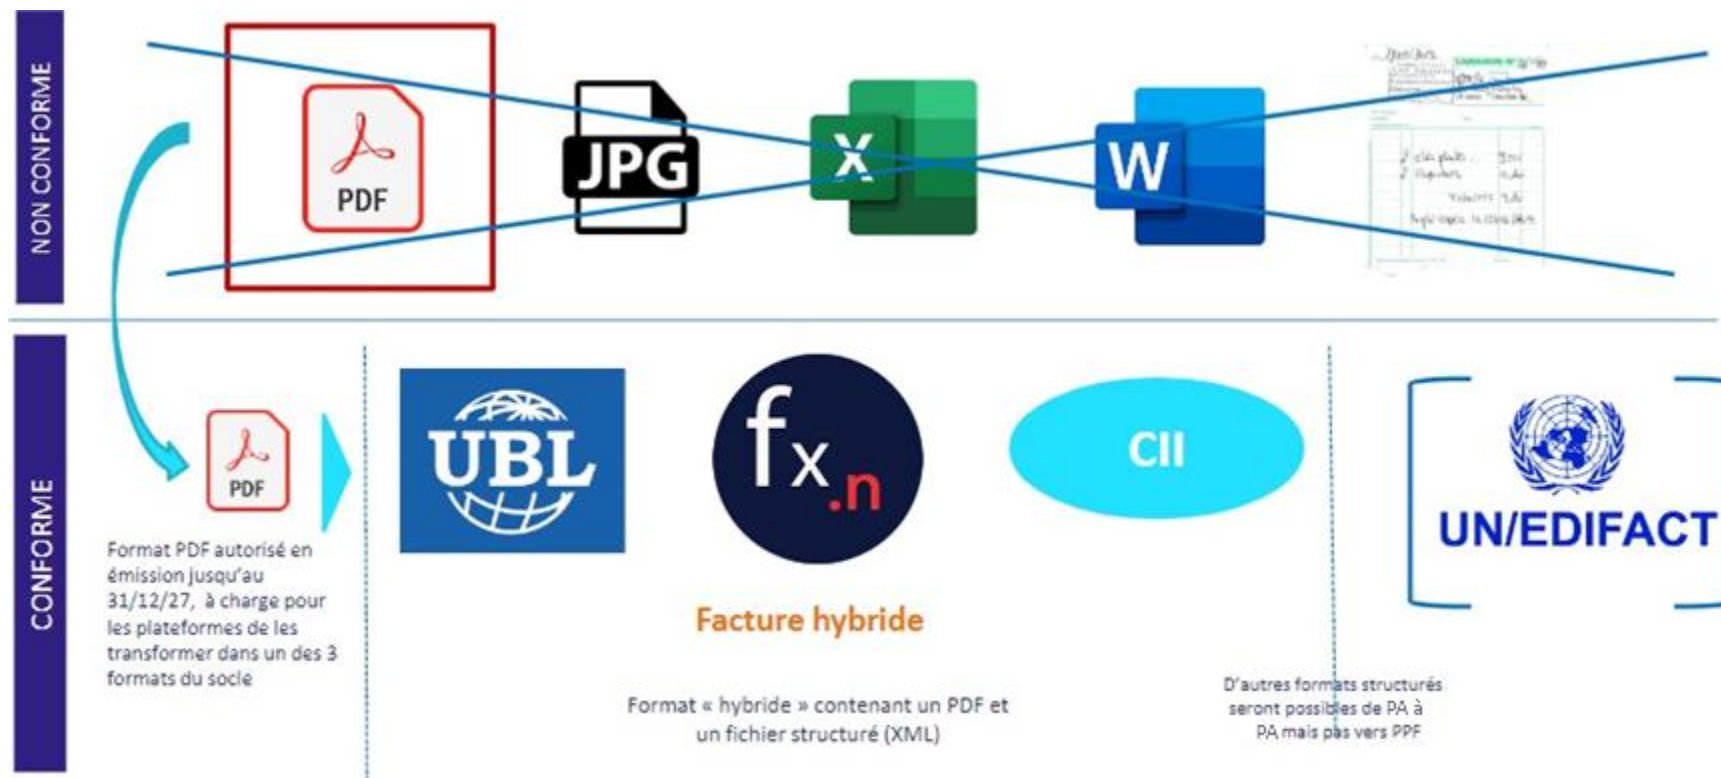 NON CONFORME
PDF
JPG
X
W
CONFORME
PDF
Format PDF autorisé en
émission jusqu'au
31/12/27, à charge pour
les plateformes de les
transformer dans un des 3
formats du socle
UBL
fx.n
Facture hybride
Format « hybride » contenant un PDF et
un fichier structuré (XML)
CII
D'autres formats structurés
seront possibles de PA à
PA mais pas vers PPF
UN/EDIFACT